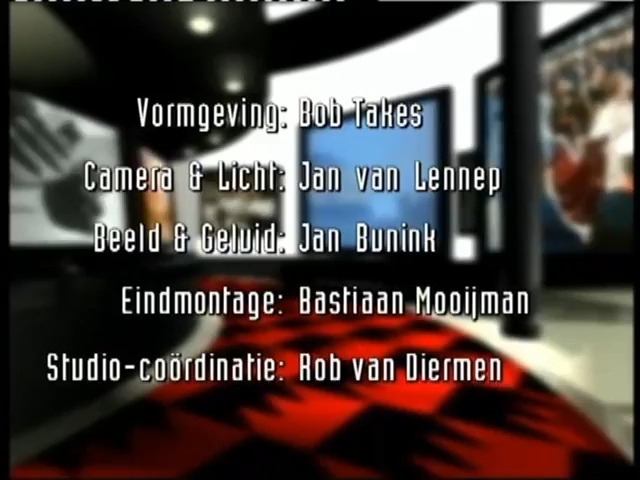 Vormgeving: Bob Takes
Camera & Licht: Jan van Lennep
Beeld & Geluid: Jan Bunink
Eindmontage: Bastiaan Mooijman
Studio-coördinatie: Rob van Diermen